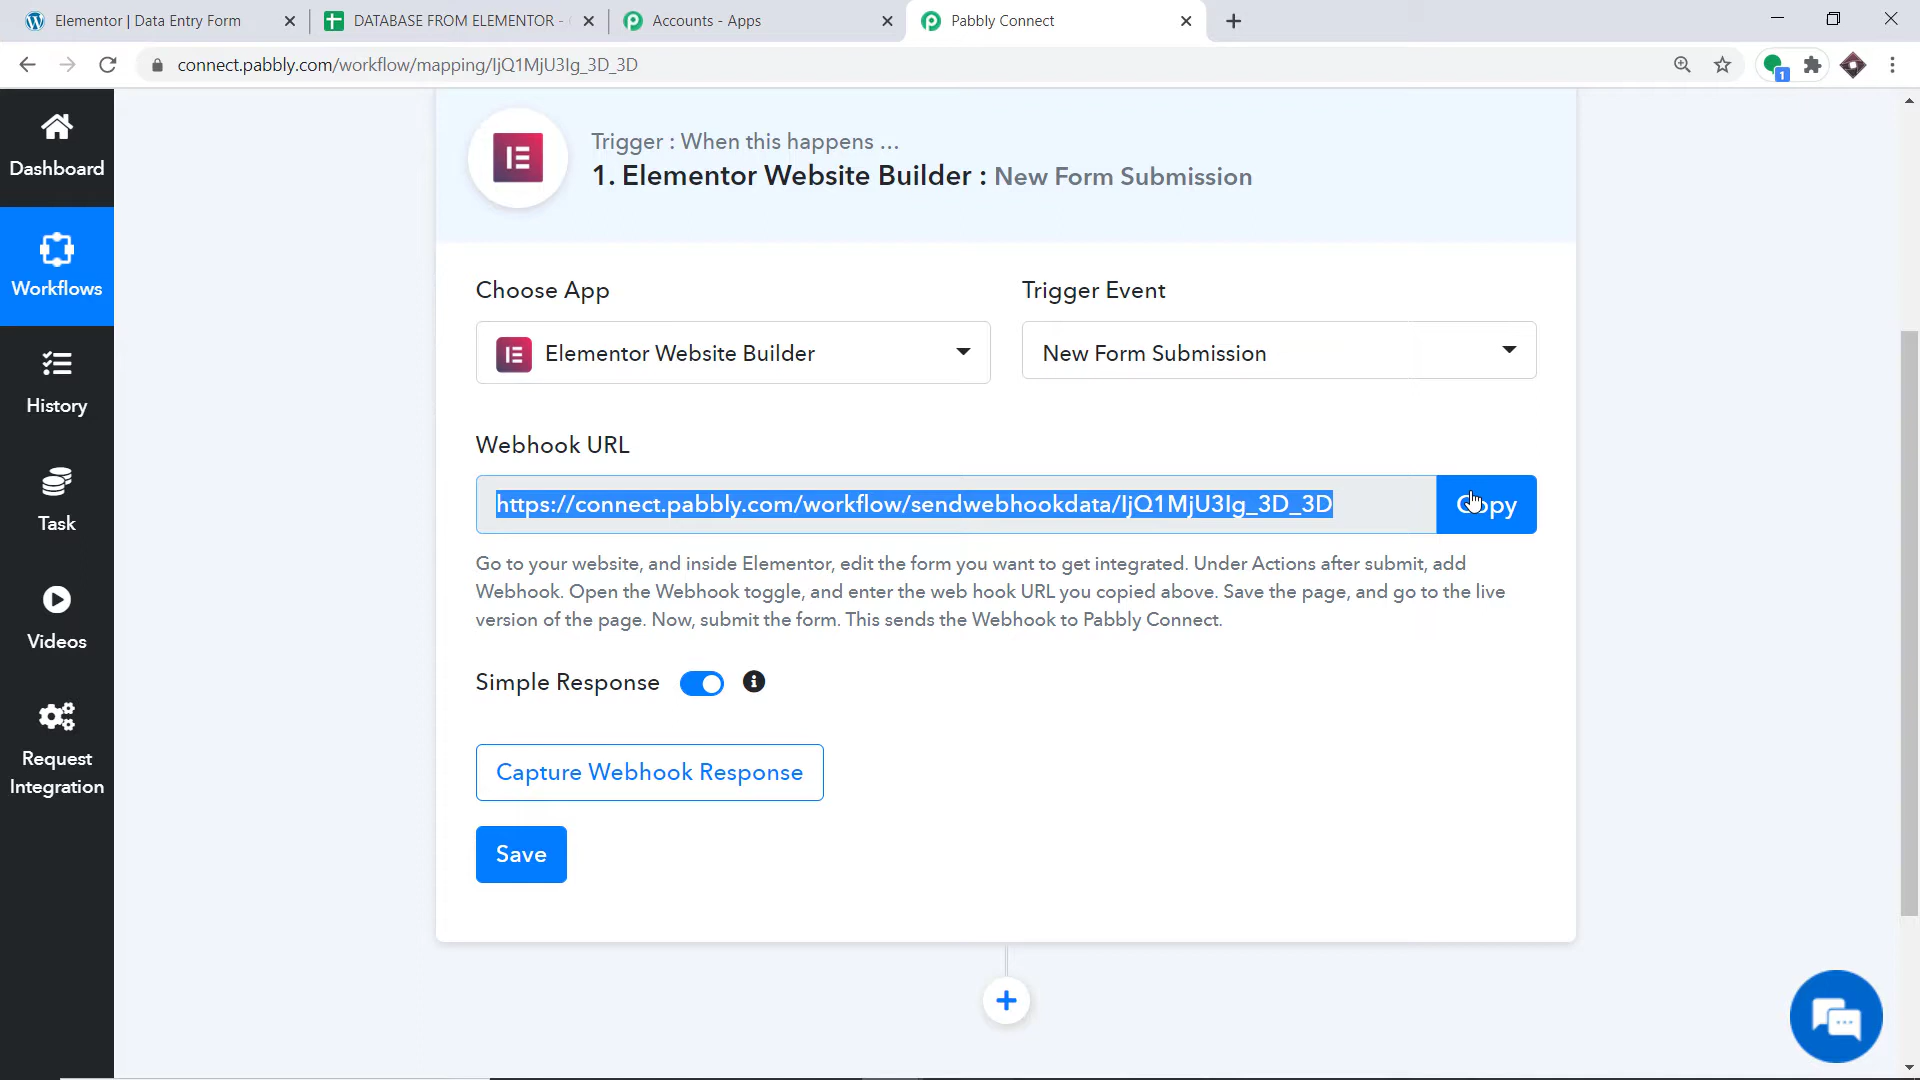 Elementor | Data Entry Form
DATABASE FROM ELEMENTOR -
Accounts - Apps
Pabbly Connect
connect.pabbly.com/workflow/mapping/IjQ1MjU3Ig_3D_3D
1
Dashboard
Workflows
History
Task
Videos
Request
Integration
Trigger : When this happens ...
1. Elementor Website Builder : New Form Submission
Choose App
Trigger Event
Elementor Website Builder
New Form Submission
Webhook URL
https://connect.pabbly.com/workflow/sendwebhookdata/IjQ1MjU3Ig_3D_3D
Copy
Go to your website, and inside Elementor, edit the form you want to get integrated. Under Actions after submit, add
Webhook. Open the Webhook toggle, and enter the web hook URL you copied above. Save the page, and go to the live
version of the page. Now, submit the form. This sends the Webhook to Pabbly Connect.
Simple Response
Capture Webhook Response
Save